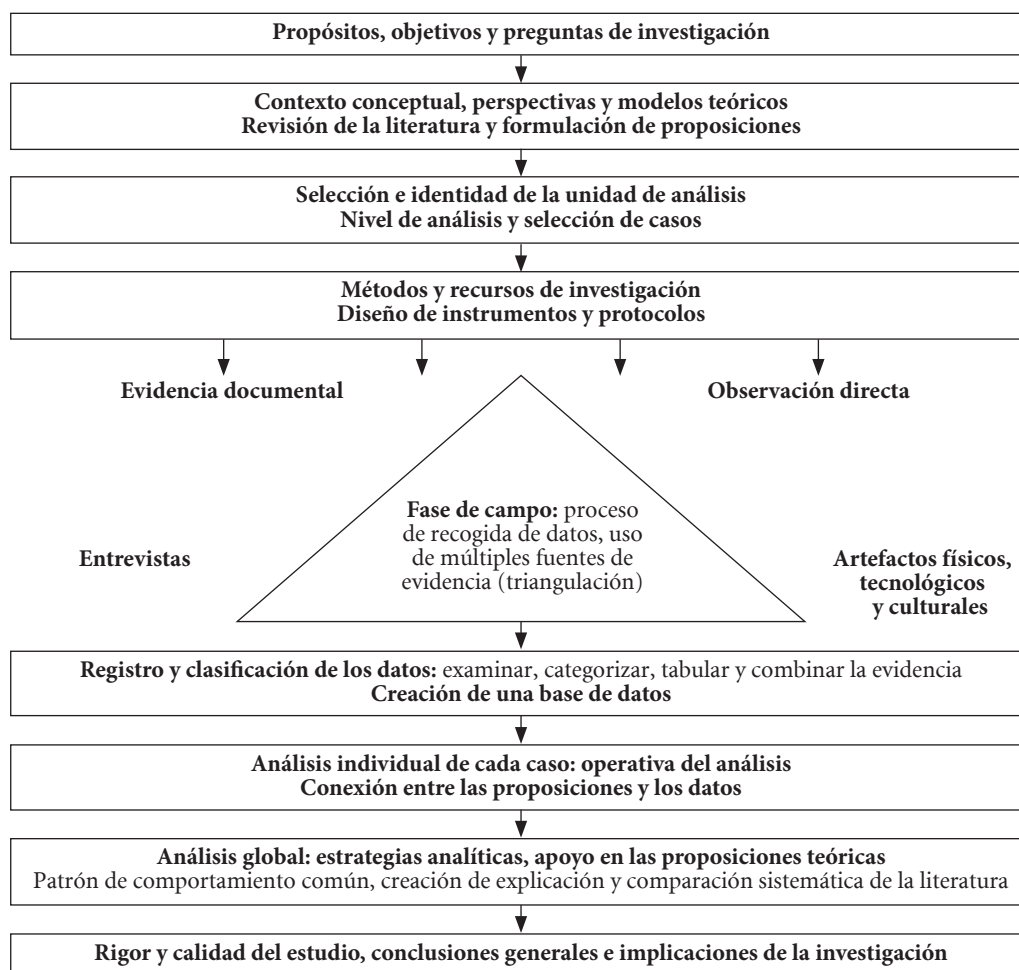 Propósitos, objetivos y preguntas de investigación
Contexto conceptual, perspectivas y modelos teóricos
Revisión de la literatura y formulación de proposiciones
Selección e identidad de la unidad de análisis
Nivel de análisis y selección de casos
Métodos y recursos de investigación
Diseño de instrumentos y protocolos
Evidencia documental
Observación directa
Fase de campo: proceso
de recogida de datos, uso
de múltiples fuentes de
evidencia (triangulación)
Entrevistas
Artefactos físicos,
tecnológicos
y culturales
Registro y clasificación de los datos: examinar, categorizar, tabular y combinar la evidencia
Creación de una base de datos
Análisis individual de cada caso: operativa del análisis
Conexión entre las proposiciones y los datos
Análisis global: estrategias analíticas, apoyo en las proposiciones teóricas
Patrón de comportamiento común, creación de explicación y comparación sistemática de la literatura
Rigor y calidad del estudio, conclusiones generales e implicaciones de la investigación